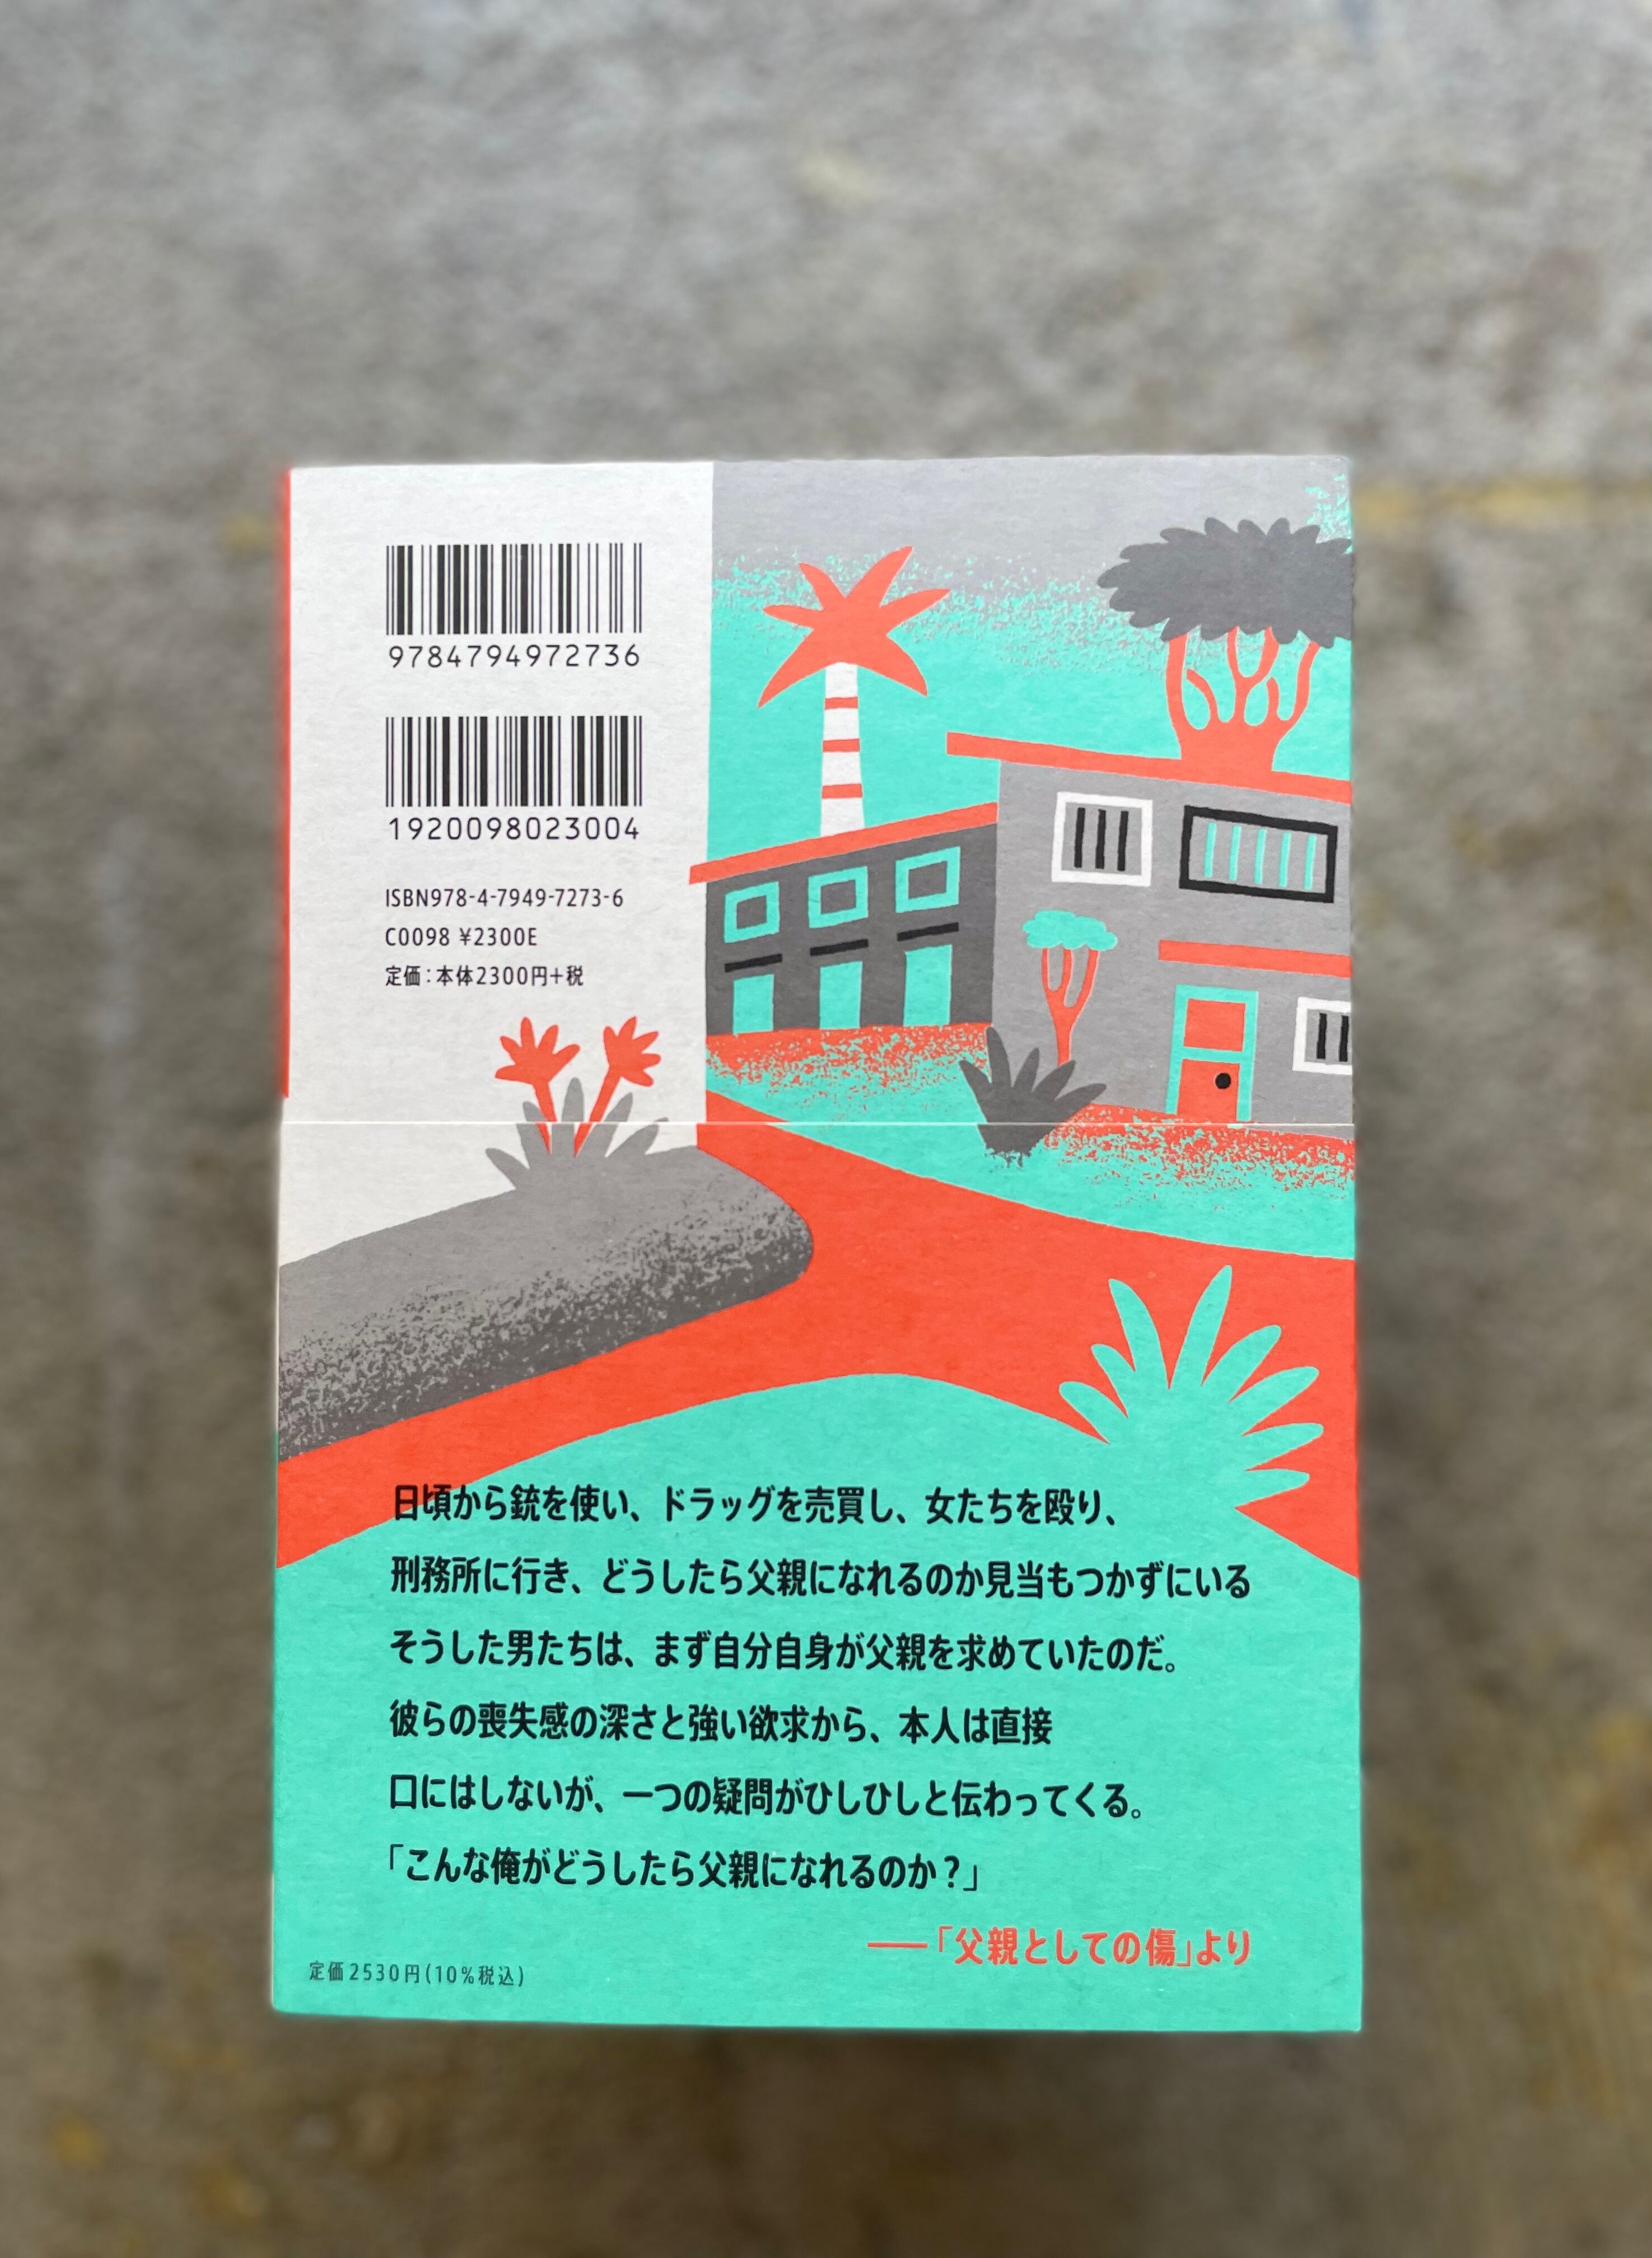 9784794972736
1920098023004
ISBN978-4-7949-7273-6
C0098 ¥2300E
定価：本体2300円+税
日頃から銃を使い、ドラッグを売買し、女たちを殴り、
刑務所に行き、どうしたら父親になれるのか見当もつかずにいる
そうした男たちは、まず自分自身が父親を求めていたのだ。
彼らの喪失感の深さと強い欲求から、本人は直接
口にはしないが、一つの疑問がひしひしと伝わってくる。
「こんな俺がどうしたら父親になれるのか？」
――「父親としての傷」より
定価2530円(10%税込)